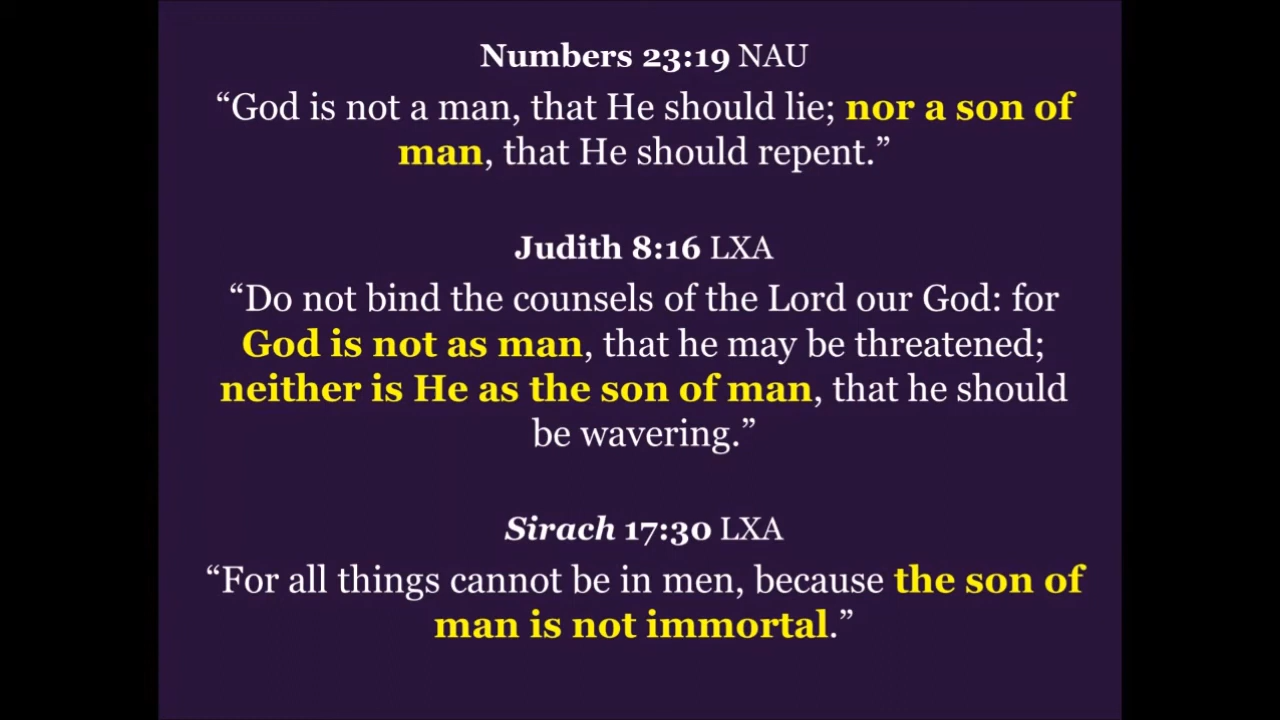 Numbers 23:19 NAU
“God is not a man, that He should lie; nor a son of
man, that He should repent.”
Judith 8:16 LXA
“Do not bind the counsels of the Lord our God: for
God is not as man, that he may be threatened;
neither is He as the son of man, that he should
be wavering.”
Sirach 17:30 LXA
“For all things cannot be in men, because the son of
man is not immortal.”